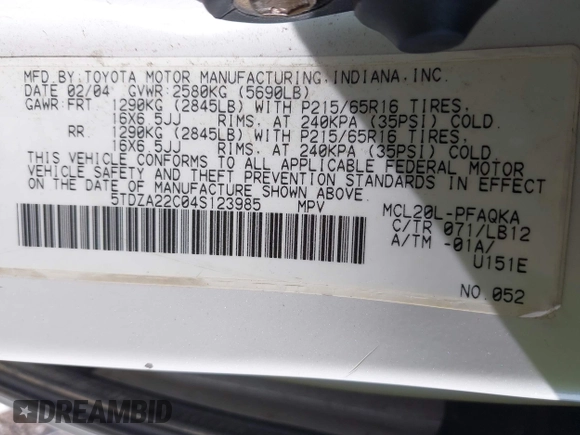 MFD.BY:TOYOTA MOTOR MANUFACTURING,INDIANA,INC.
DATE 02/04 GVWR 2580KG (5690LB)
GAWR:FRT 1290KG (2845LB) WITH P215/65R16 TIRES.
16X6.5JJ RIMS. AT 240KPA (35PSI) COLD.
RR 1290KG (2845LB) WITH P215/65R16 TIRES.
16X6.5JJ RIMS. AT 240KPA (35PSI) COLD.
THIS VEHICLE CONFORMS TO ALL APPLICABLE FEDERAL MOTOR
VEHICLE SAFETY AND THEFT PREVENTION STANDARDS IN EFFECT
ON THE DATE OF MANUFACTURE SHOWN ABOVE.
5TDZA22C04S123985 MPV MCL20L-PFAQKA
C/TR 071/LB12
A/TM -01A/
U151E
NO.052
DREAMBID